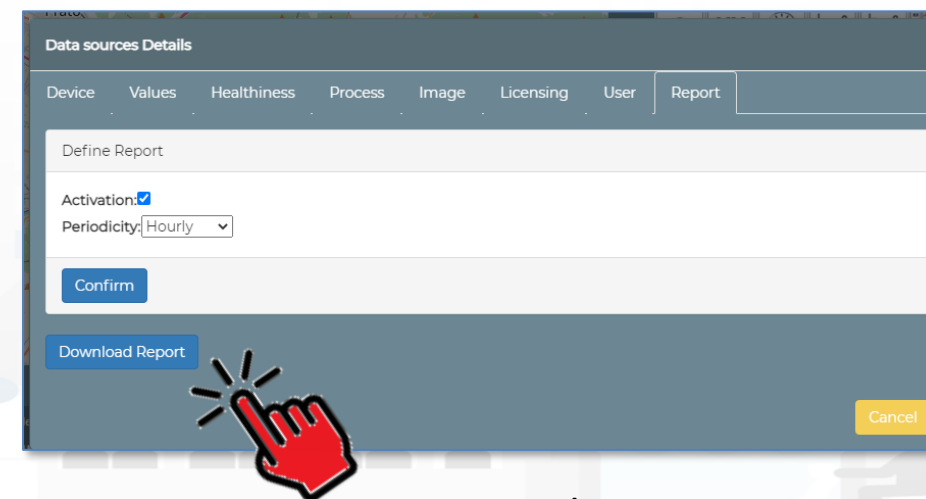 Data sources Details
Device Values Healthiness Process Image Licensing User Report
Define Report
Activation:
Periodicity: Hourly
Confirm
Download Report
Cancel